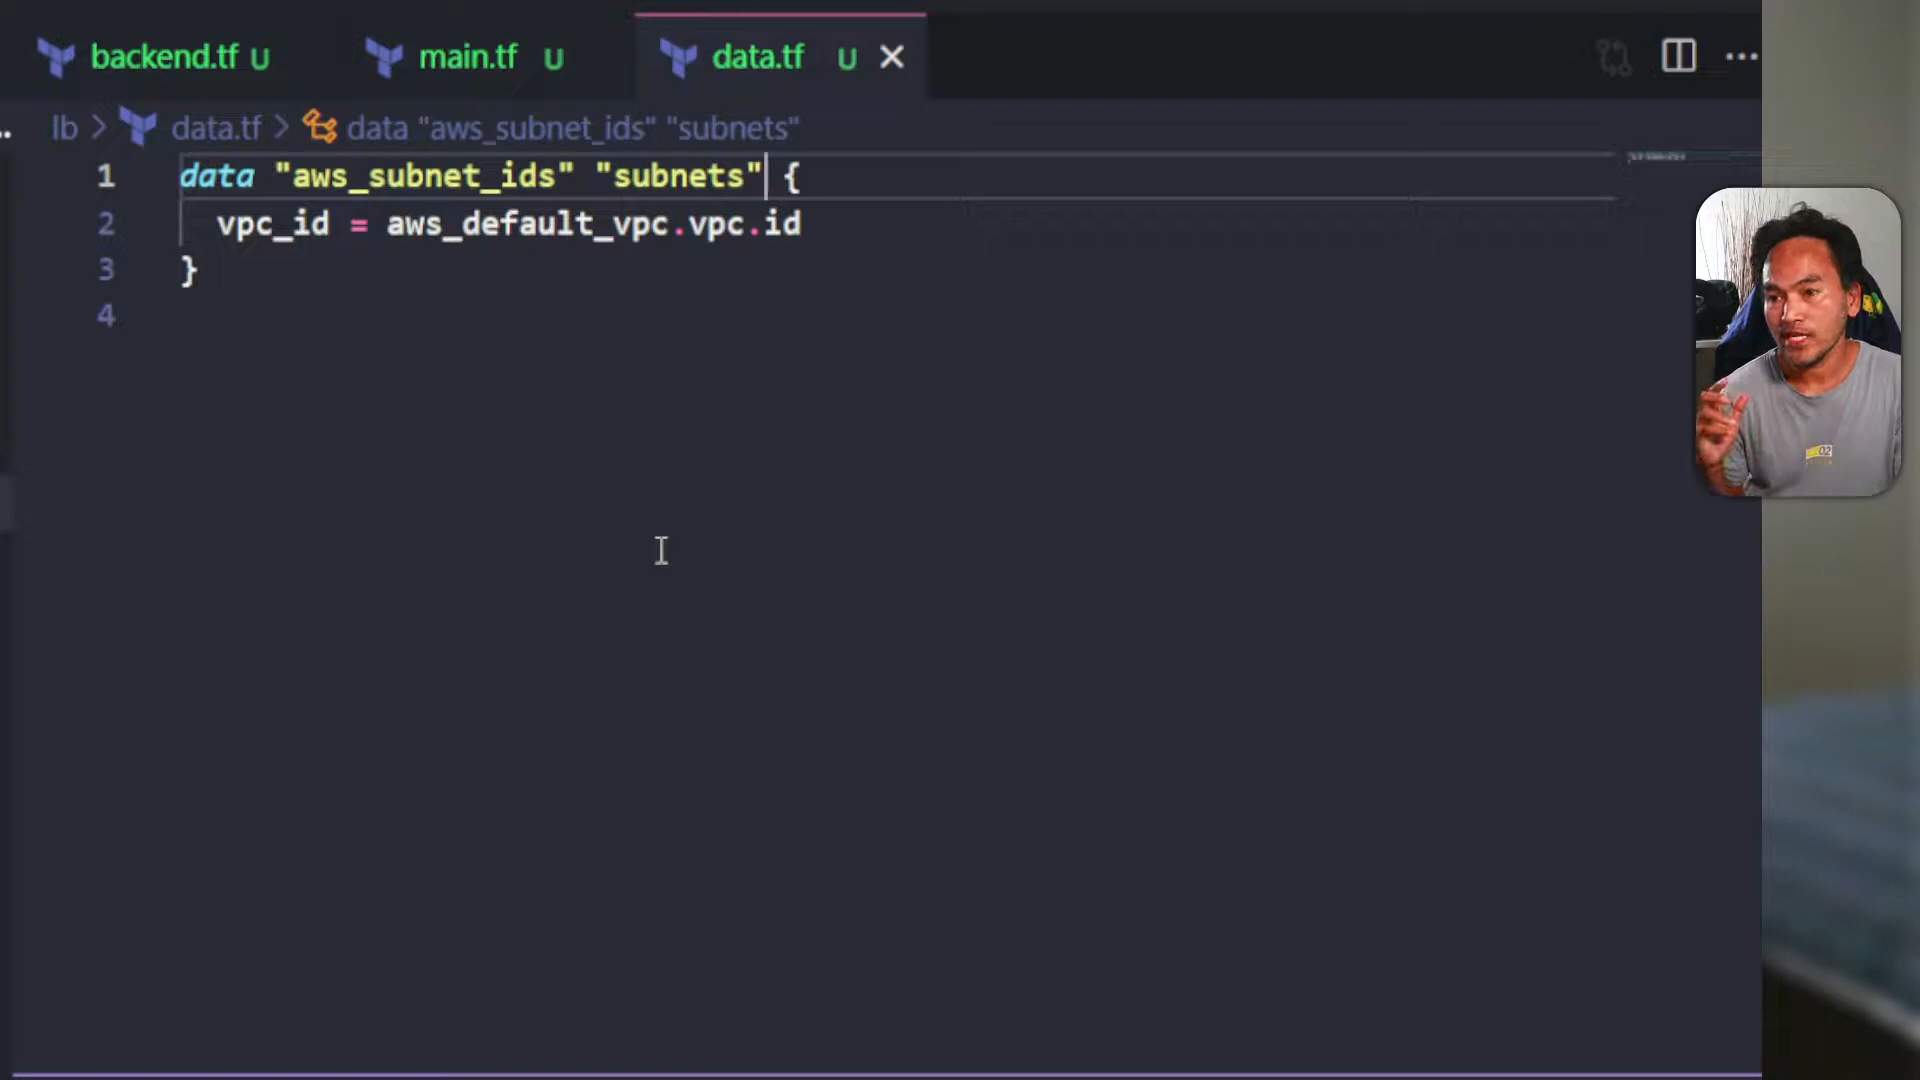 backend.tf U main.tf U data.tf U
lb > data.tf > data "aws_subnet_ids" "subnets"
1 data "aws_subnet_ids" "subnets" {
2 vpc_id = aws_default_vpc.vpc.id
3 }
4
02